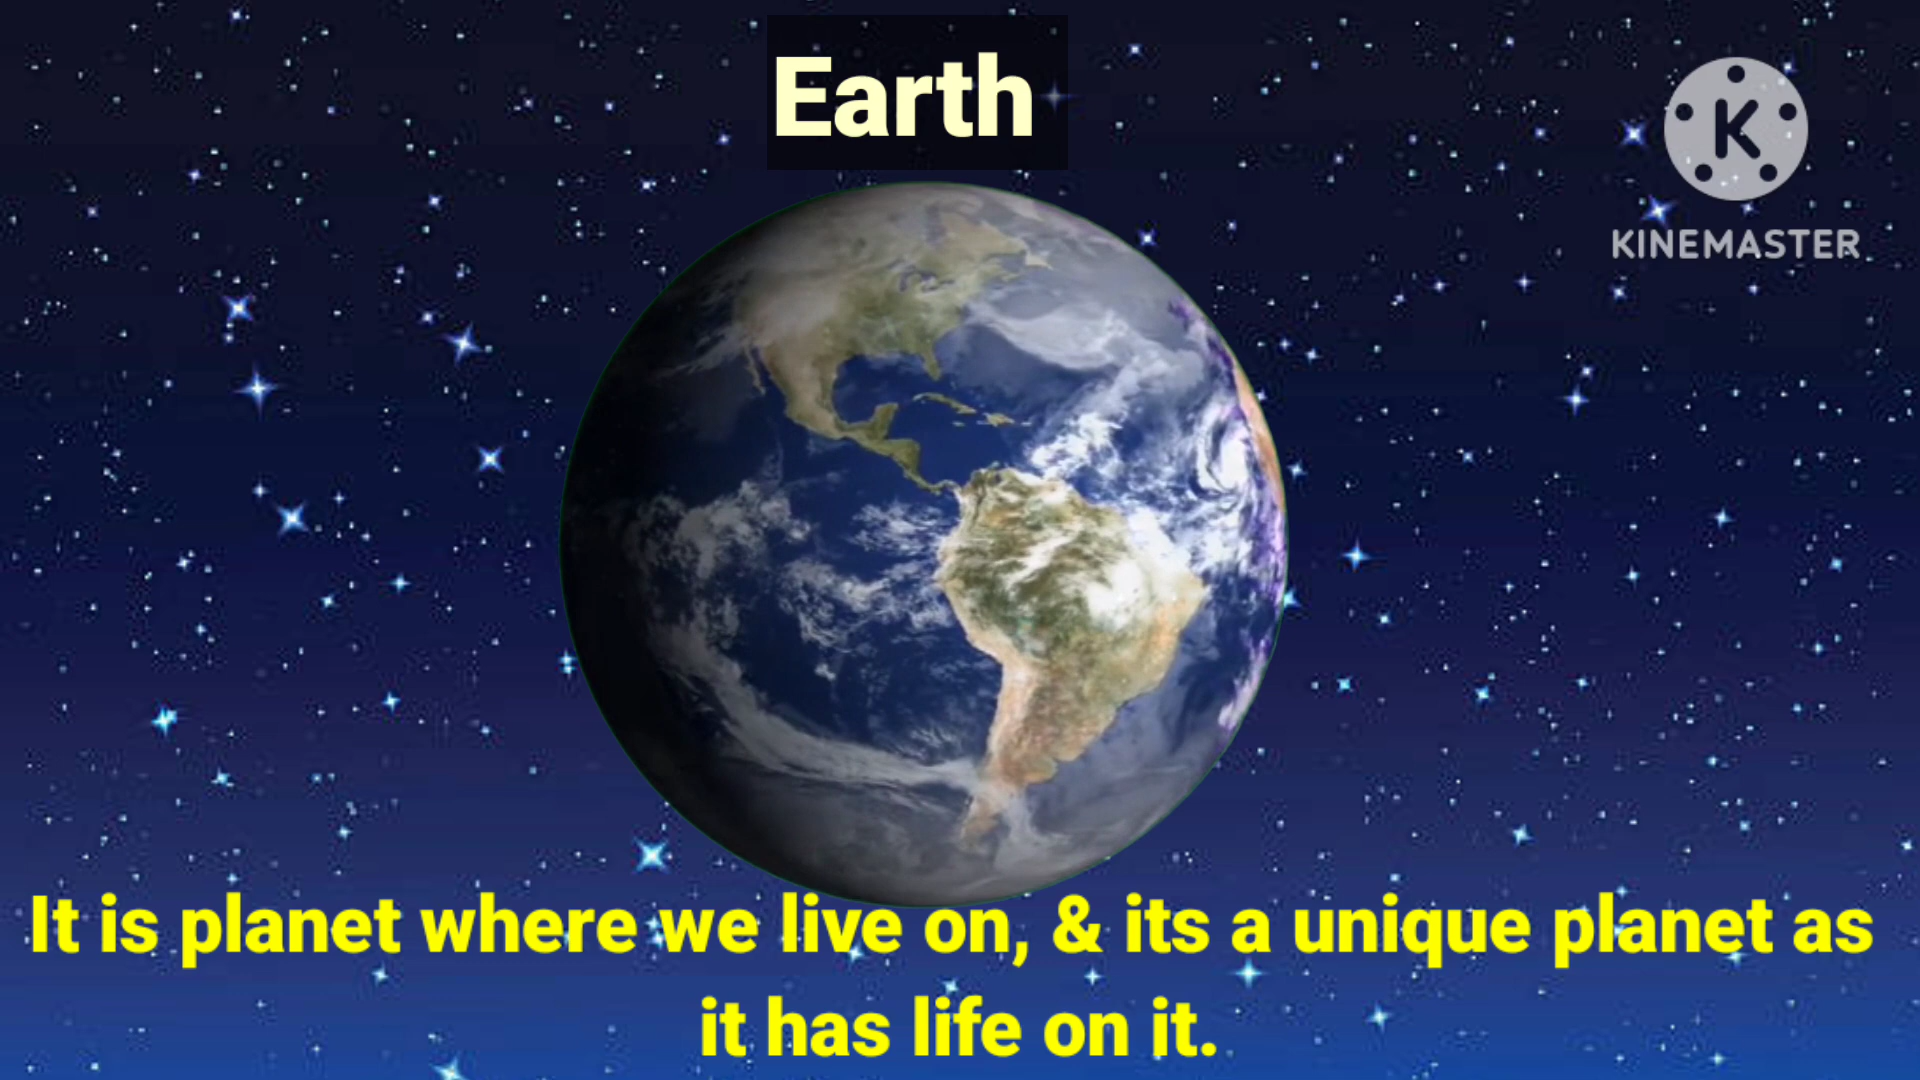 Earth
K
KINEMASTER
It is planet where we live on, & its a unique planet as
it has life on it.